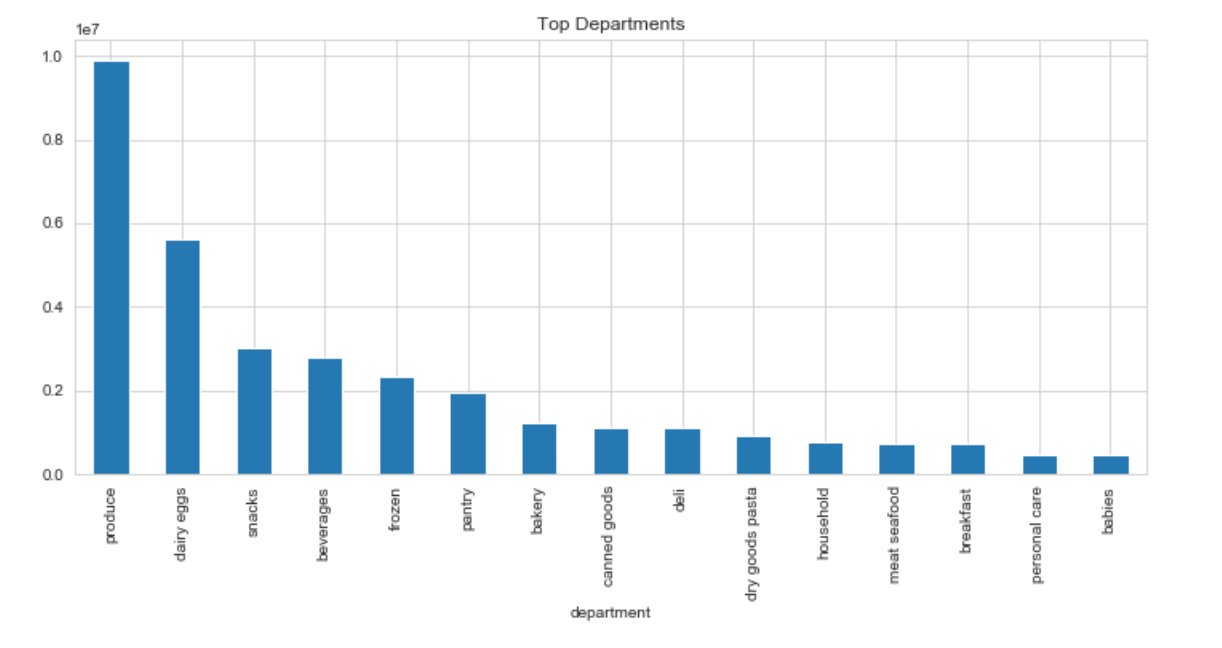 Top Departments
1e7
1.0
0.8
0.6
0.4
0.2
0.0
produce
dairy eggs
snacks
beverages
frozen
pantry
bakery
canned goods
deli
dry goods pasta
household
meat seafood
breakfast
personal care
babies
department